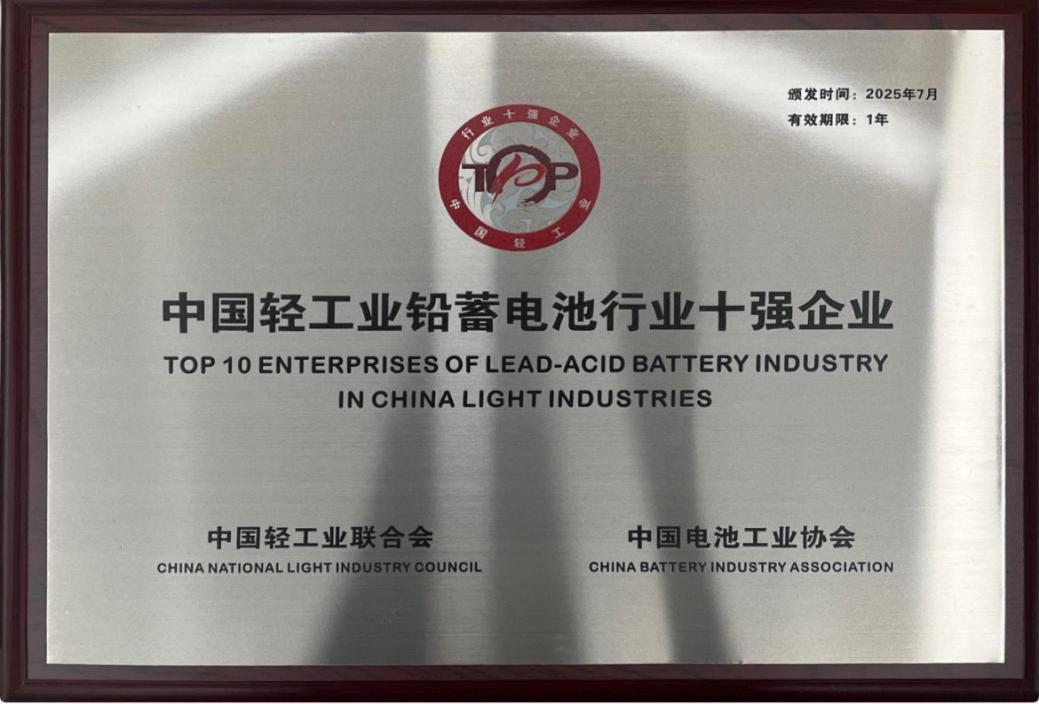 颁发时间：2025年7月
有效期限：1年
行业十强企业
TOP
中国轻工业
中国轻工业铅蓄电池行业十强企业
TOP 10 ENTERPRISES OF LEAD-ACID BATTERY INDUSTRY
IN CHINA LIGHT INDUSTRIES
中国轻工业联合会
CHINA NATIONAL LIGHT INDUSTRY COUNCIL
中国电池工业协会
CHINA BATTERY INDUSTRY ASSOCIATION